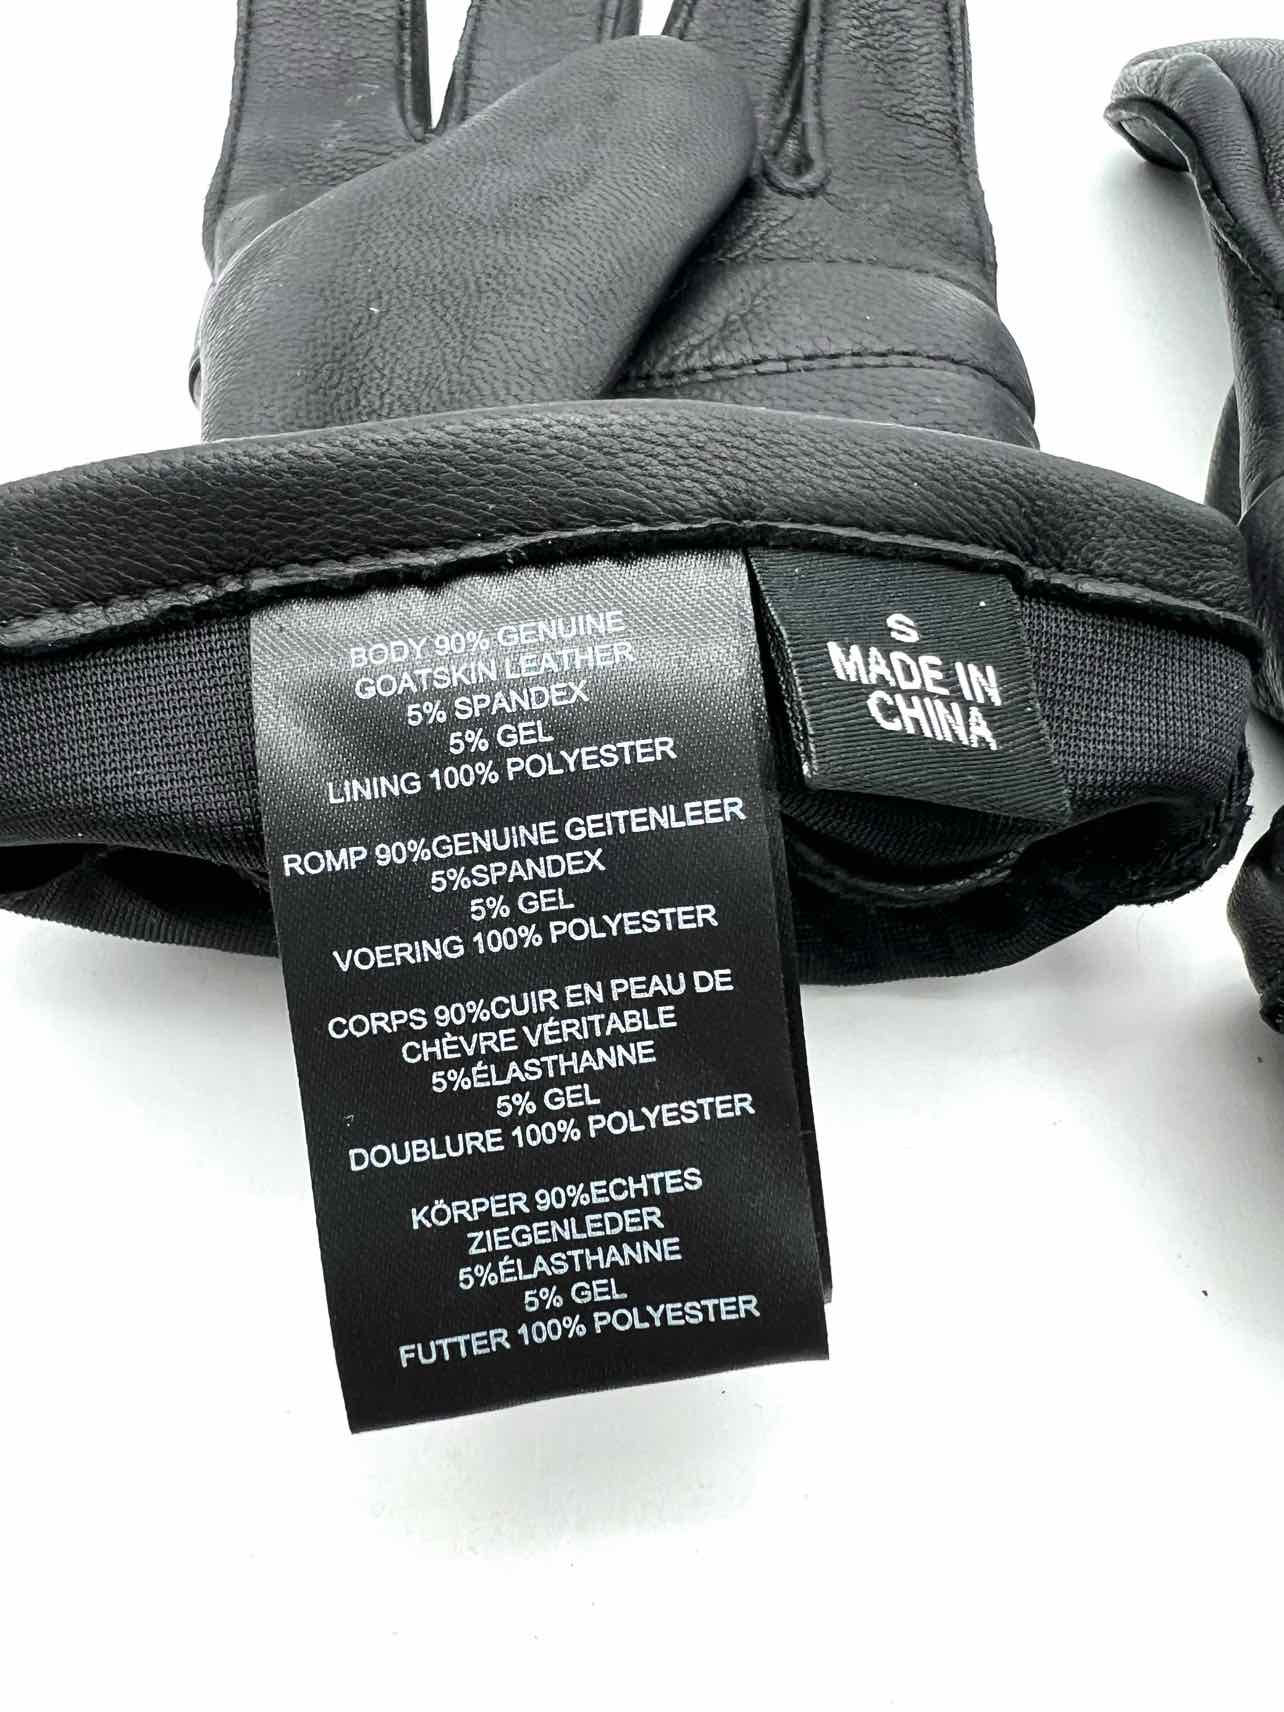 BODY 90% GENUINE
GOATSKIN LEATHER
5% SPANDEX
5% GEL
LINING 100% POLYESTER
ROMP 90%GENUINE GEITENLEER
5%SPANDEX
5% GEL
VOERING 100% POLYESTER
CORPS 90%CUIR EN PEAU DE
CHÈVRE VÉRITABLE
5%ÉLASTHANNE
5% GEL
DOUBLURE 100% POLYESTER
KÖRPER 90%ECHTES
ZIEGENLEDER
5%ÉLASTHANNE
5% GEL
FUTTER 100% POLYESTER
S
MADE IN
CHINA